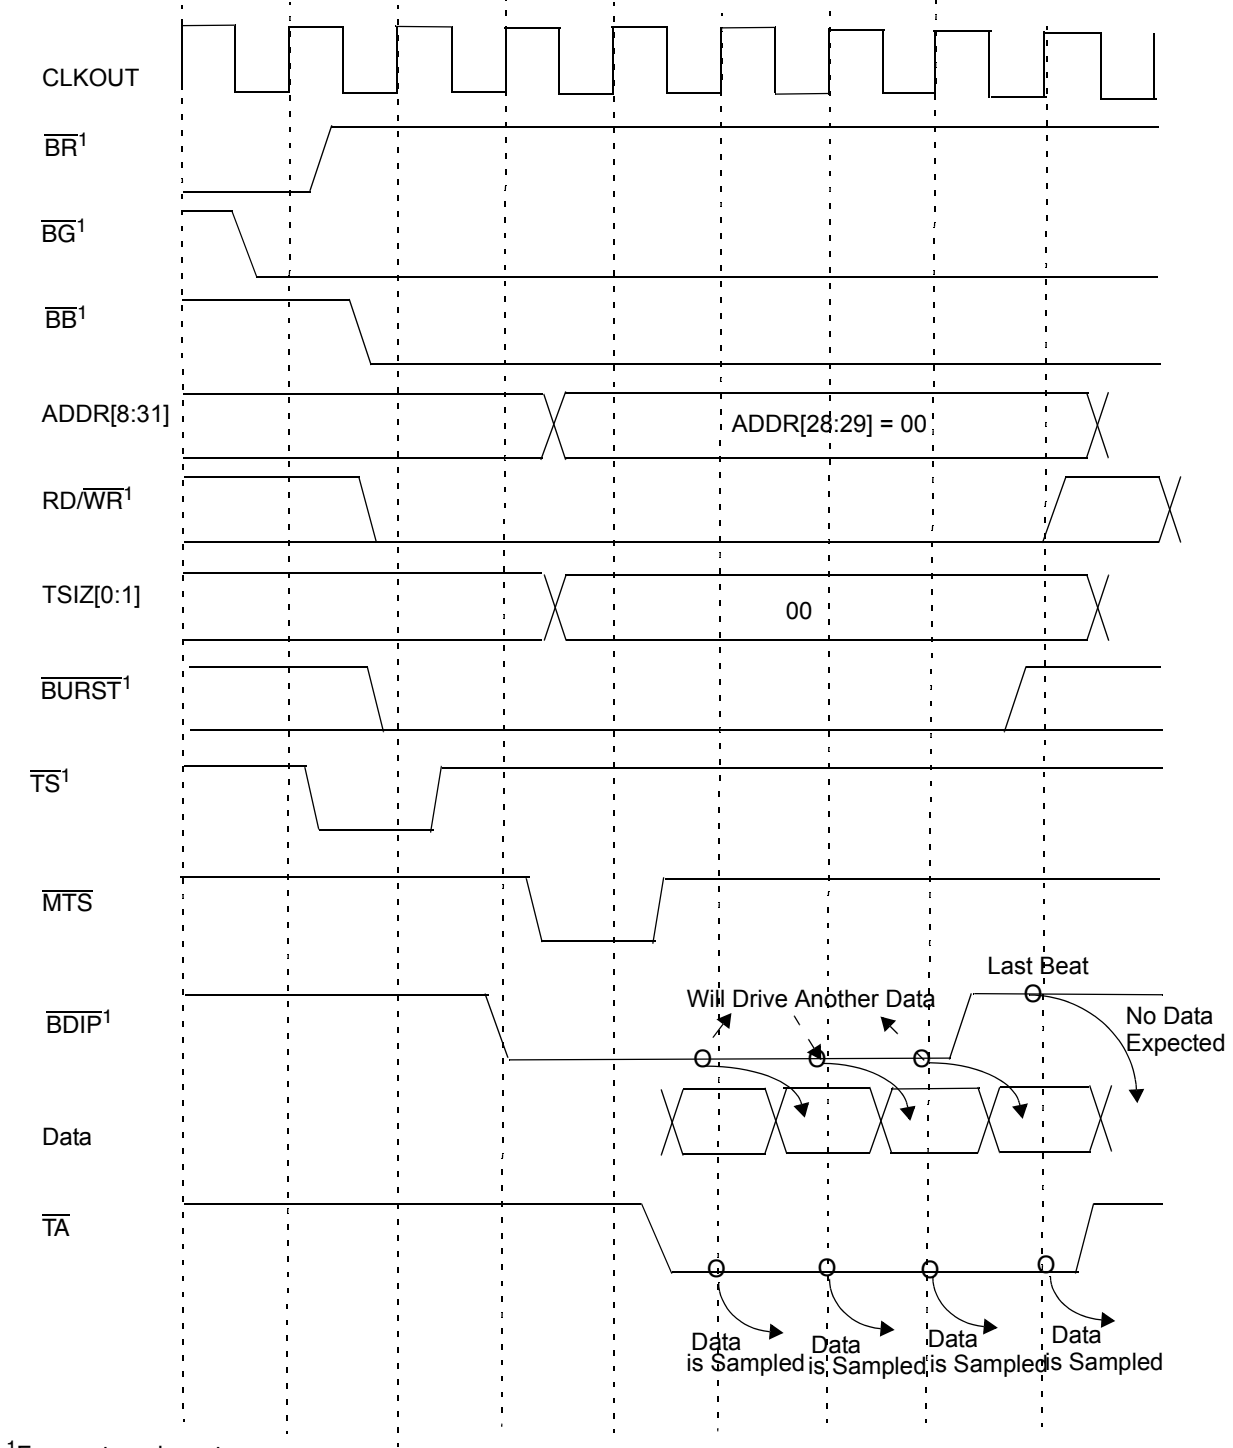 CLKOUT
BR1
BG1
BB1
ADDR[8:31]
ADDR[28:29] = 00
RD/WR1
TSIZ[0:1]
00
BURST1
TS1
MTS
Last Beat
Will Drive Another Data
BDIP1
No Data
Expected
Data
TA
Data
is Sampled
Data
is Sampled
Data
is Sampled
Data
is Sampled